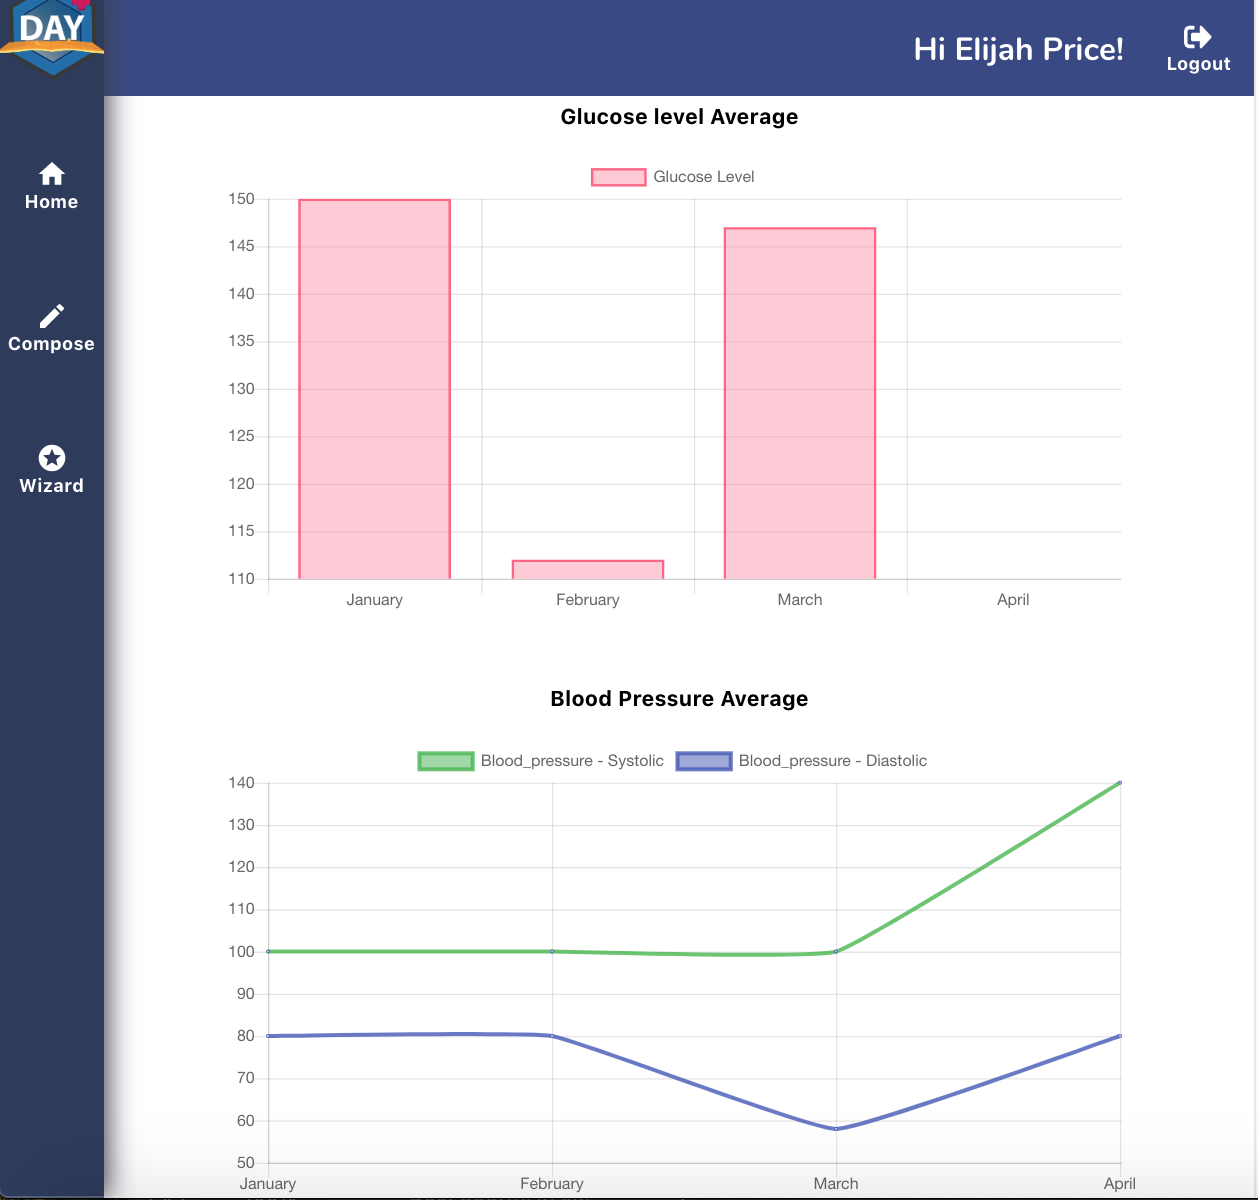 DAY
Hi Elijah Price!
Logout
Home
Compose
Wizard
Glucose level Average
Glucose Level
150
145
140
135
130
125
120
115
110
January February March April
Blood Pressure Average
Blood_pressure - Systolic Blood_pressure - Diastolic
140
130
120
110
100
90
80
70
60
50
January February March April